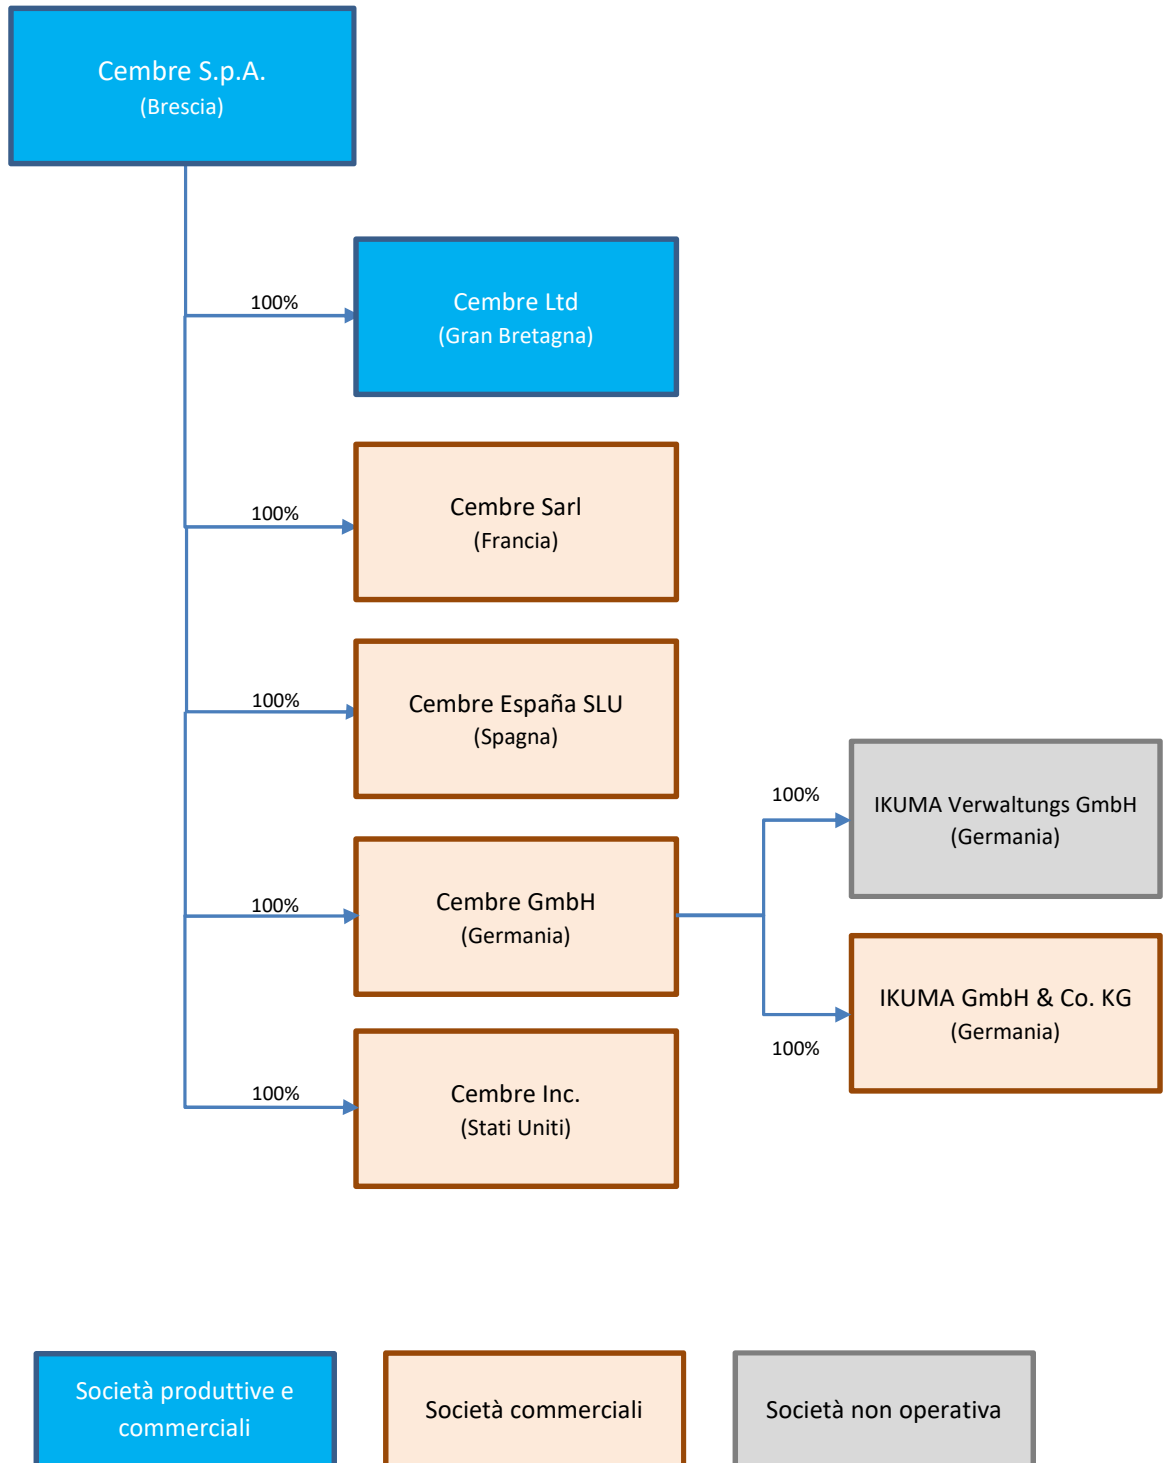 Cembre S.p.A.
(Brescia)
100%
Cembre Ltd
(Gran Bretagna)
100%
Cembre Sarl
(Francia)
100%
Cembre España SLU
(Spagna)
100%
IKUMA Verwaltungs GmbH
(Germania)
100%
Cembre GmbH
(Germania)
100%
IKUMA GmbH & Co. KG
(Germania)
100%
Cembre Inc.
(Stati Uniti)
Società produttive e
commerciali
Società commerciali
Società non operativa